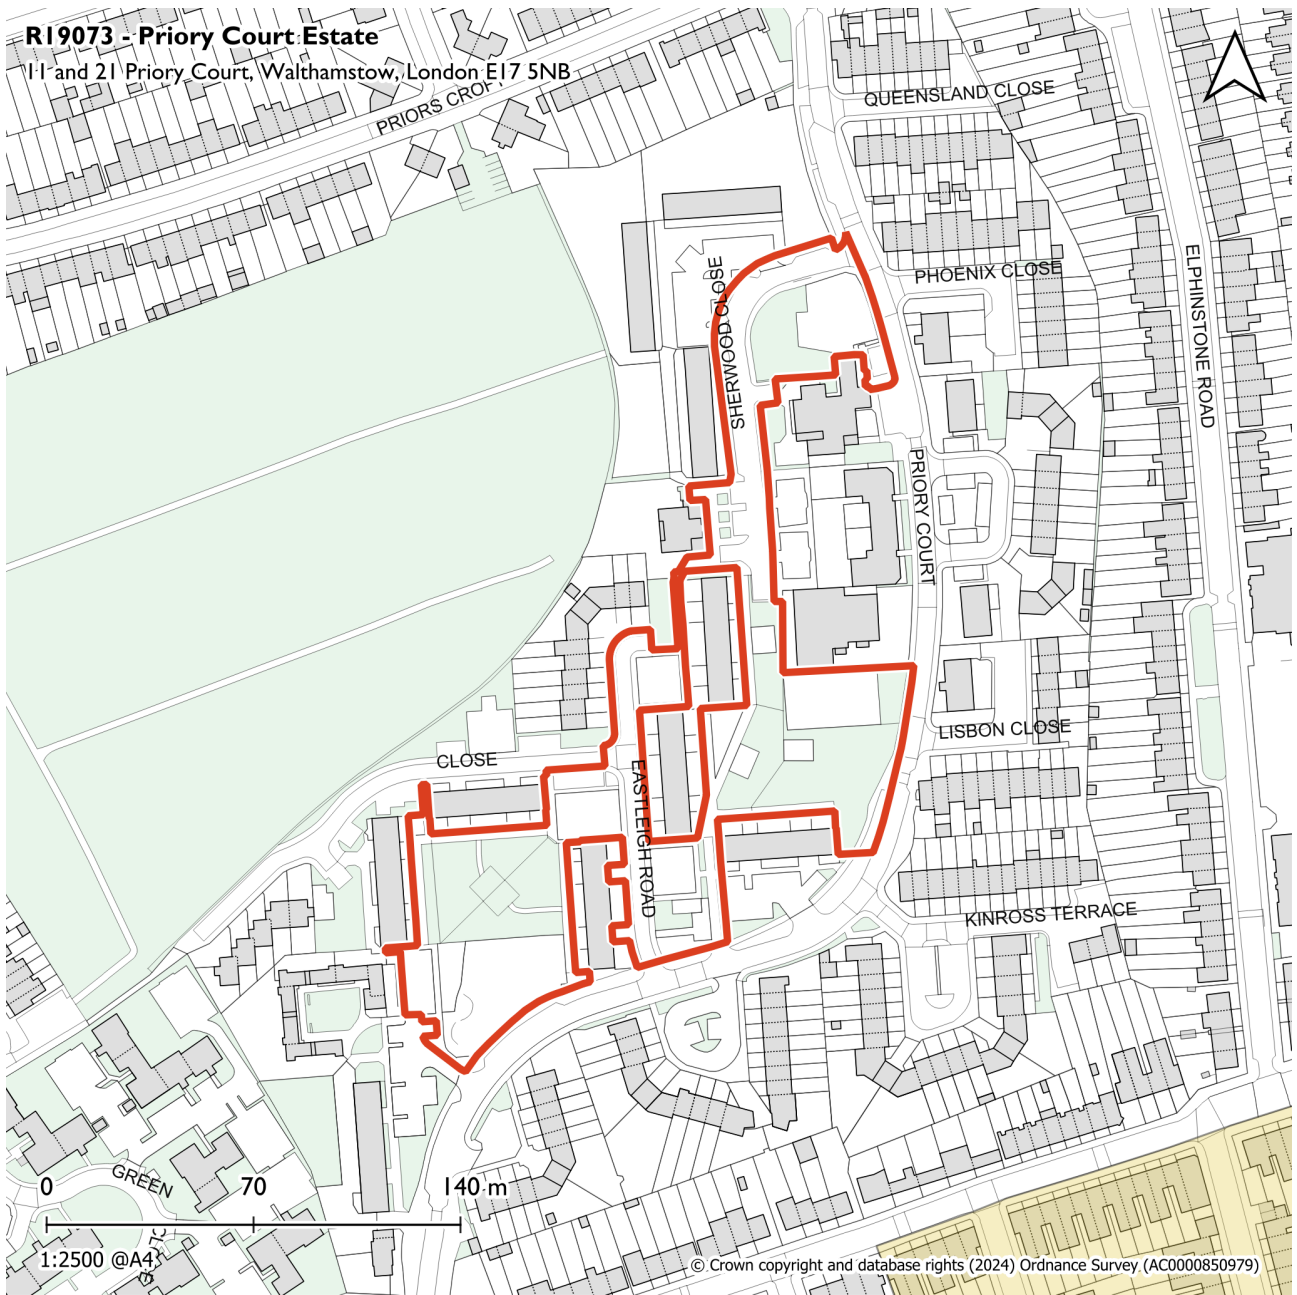 R19073 - Priory Court Estate
11 and 21 Priory Court, Walthamstow, London E17 5NB
PRIORS CROFT
QUEENSLAND CLOSE
PHOENIX CLOSE
ELPHINSTONE ROAD
SHERWOOD CLOSE
PRIORY COURT
LISBON CLOSE
CLOSE
EASTLEIGH ROAD
KINROSS TERRACE
GREEN
CLOSE
0 70 140 m
1:2500 @A4
© Crown copyright and database rights (2024) Ordnance Survey (AC0000850979)